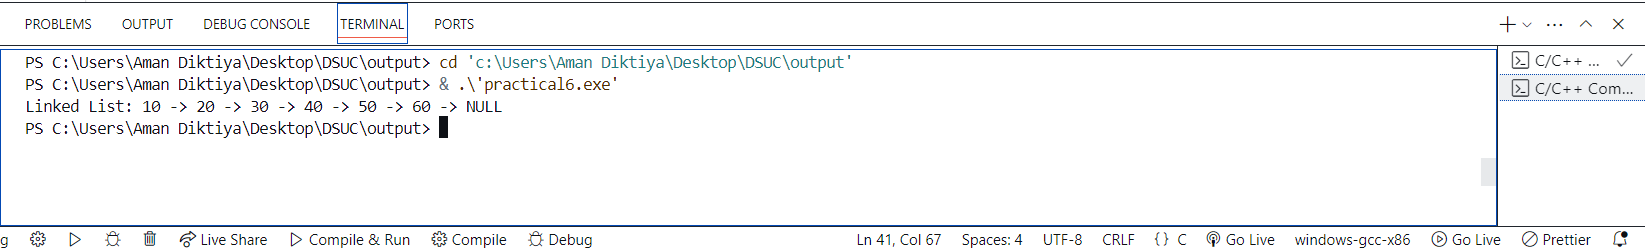 PROBLEMS OUTPUT DEBUG CONSOLE TERMINAL PORTS
PS C:\Users\Aman Diktiya\Desktop\DSUC\output> cd 'c:\Users\Aman Diktiya\Desktop\DSUC\output'
PS C:\Users\Aman Diktiya\Desktop\DSUC\output> & .\'practical6.exe'
Linked List: 10 -> 20 -> 30 -> 40 -> 50 -> 60 -> NULL
PS C:\Users\Aman Diktiya\Desktop\DSUC\output>
C/C++ ...
C/C++ Com...
g Live Share Compile & Run Compile Debug Ln 41, Col 67 Spaces: 4 UTF-8 CRLF {} C Go Live windows-gcc-x86 Go Live Prettier